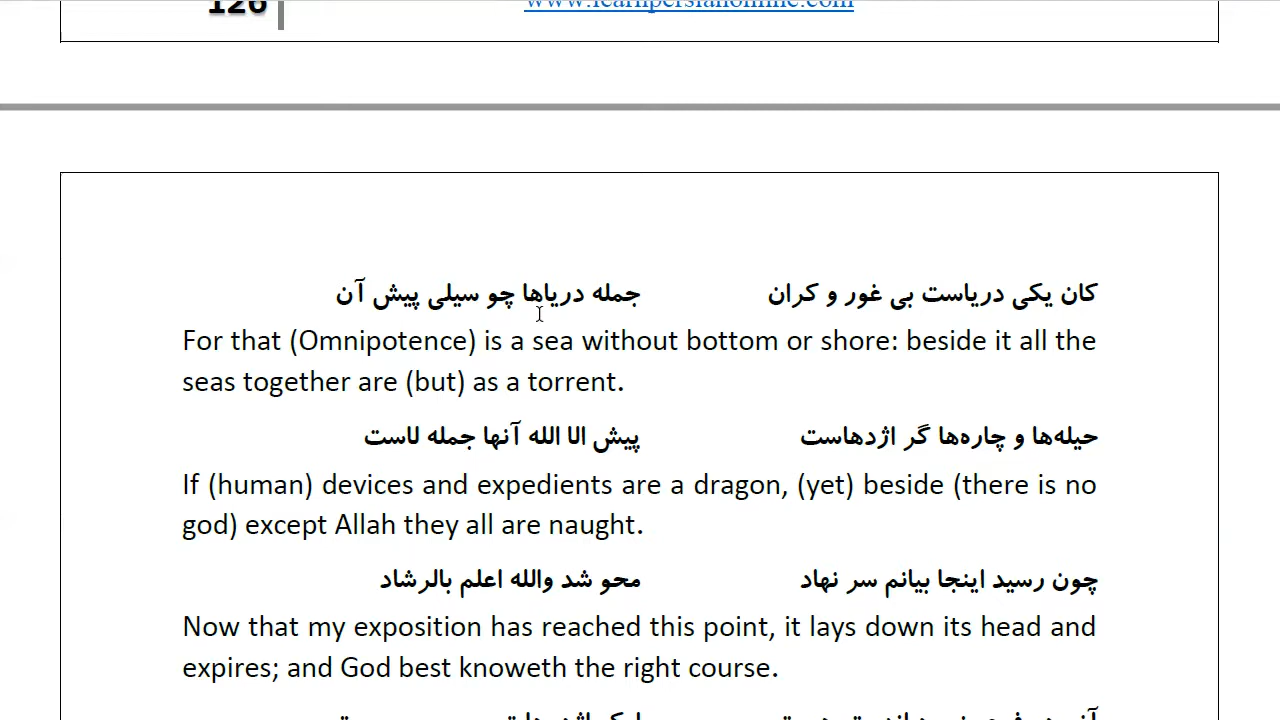 126 www.learnpersianonline.com
کان یکی دریاست بی غور و کران جمله دریاها چو سیلی پیش آن
For that (Omnipotence) is a sea without bottom or shore: beside it all the
seas together are (but) as a torrent.
حیله‌ها و چاره‌ها گر اژدهاست پیش الا الله آنها جمله لاست
If (human) devices and expedients are a dragon, (yet) beside (there is no
god) except Allah they all are naught.
چون رسید اینجا بیانم سر نهاد محو شد والله اعلم بالرشاد
Now that my exposition has reached this point, it lays down its head and
expires; and God best knoweth the right course.